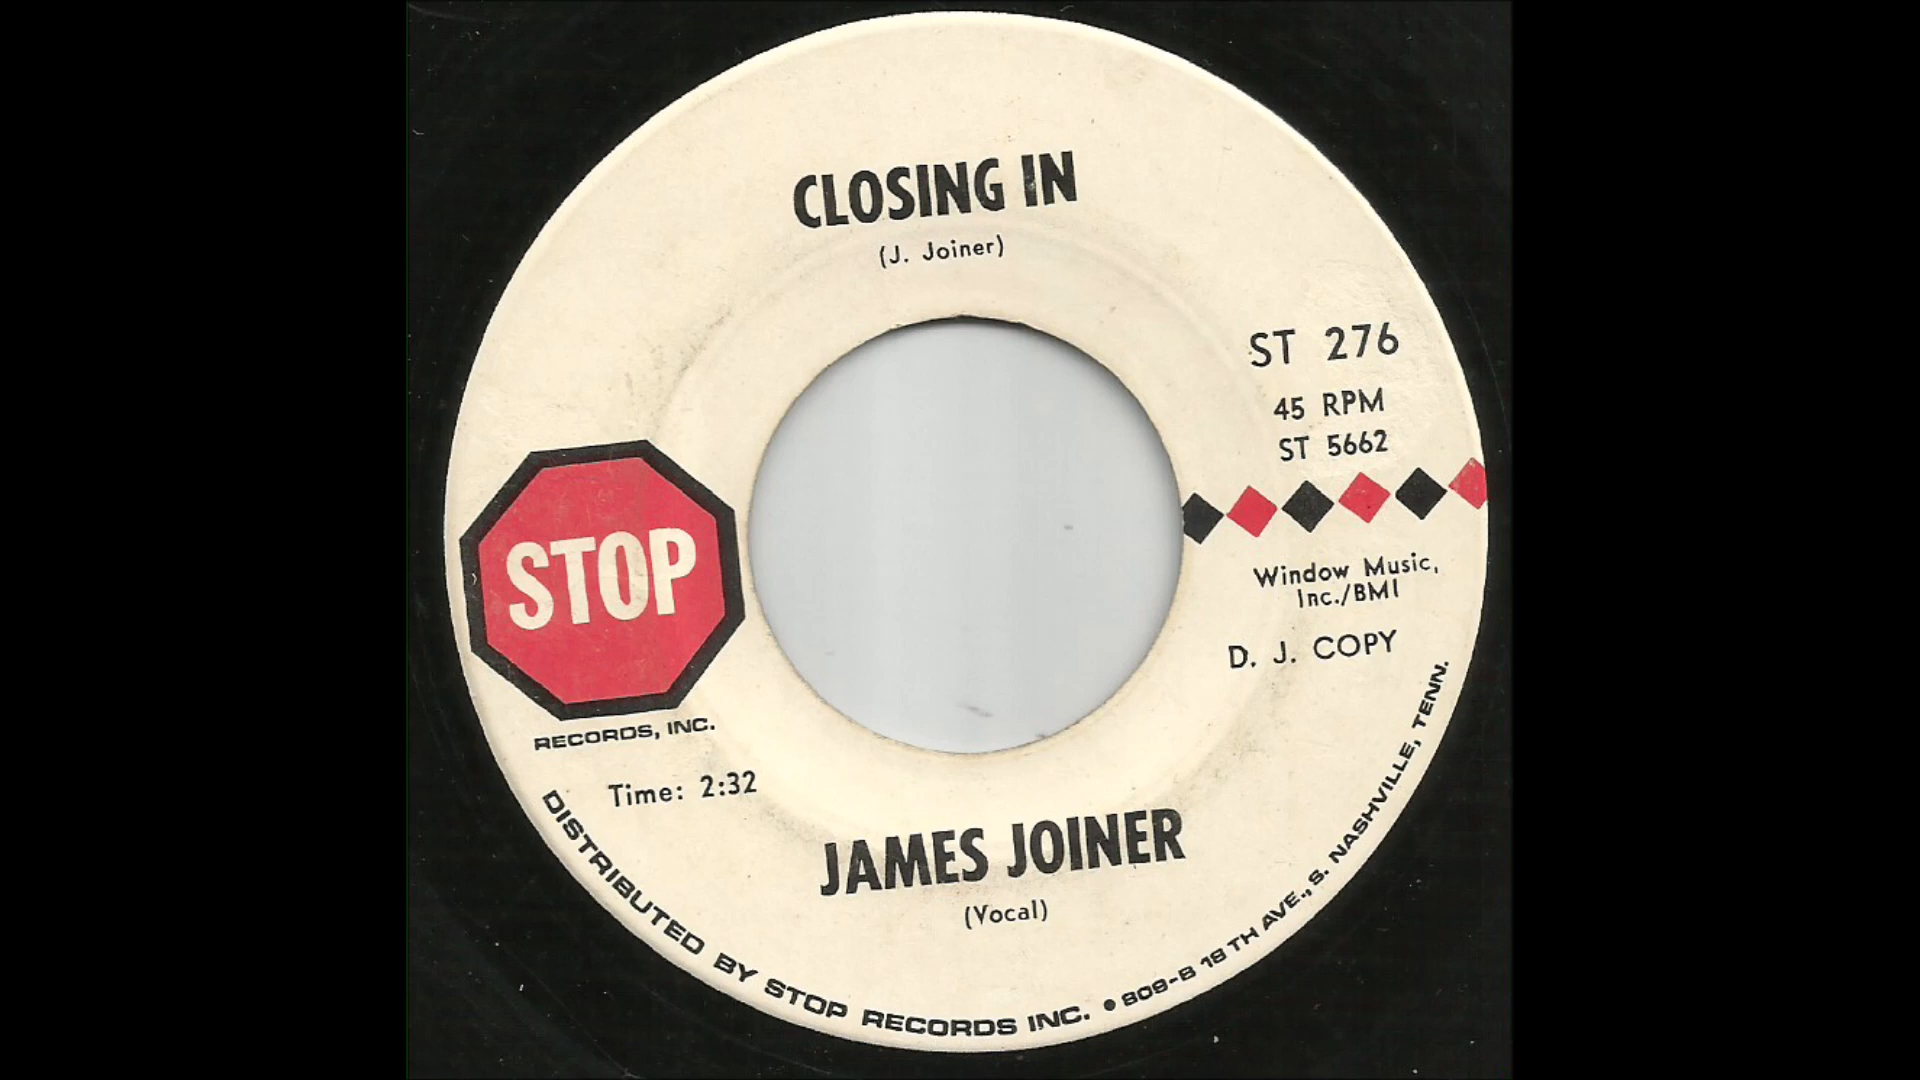 CLOSING IN
(J. Joiner)
ST 276
45 RPM
ST 5662
STOP
RECORDS, INC.
Window Music,
Inc./BMI
D. J. COPY
Time: 2:32
JAMES JOINER
(Vocal)
DISTRIBUTED BY STOP RECORDS INC. • 809-B 18 TH AVE., S. NASHVILLE, TENN.